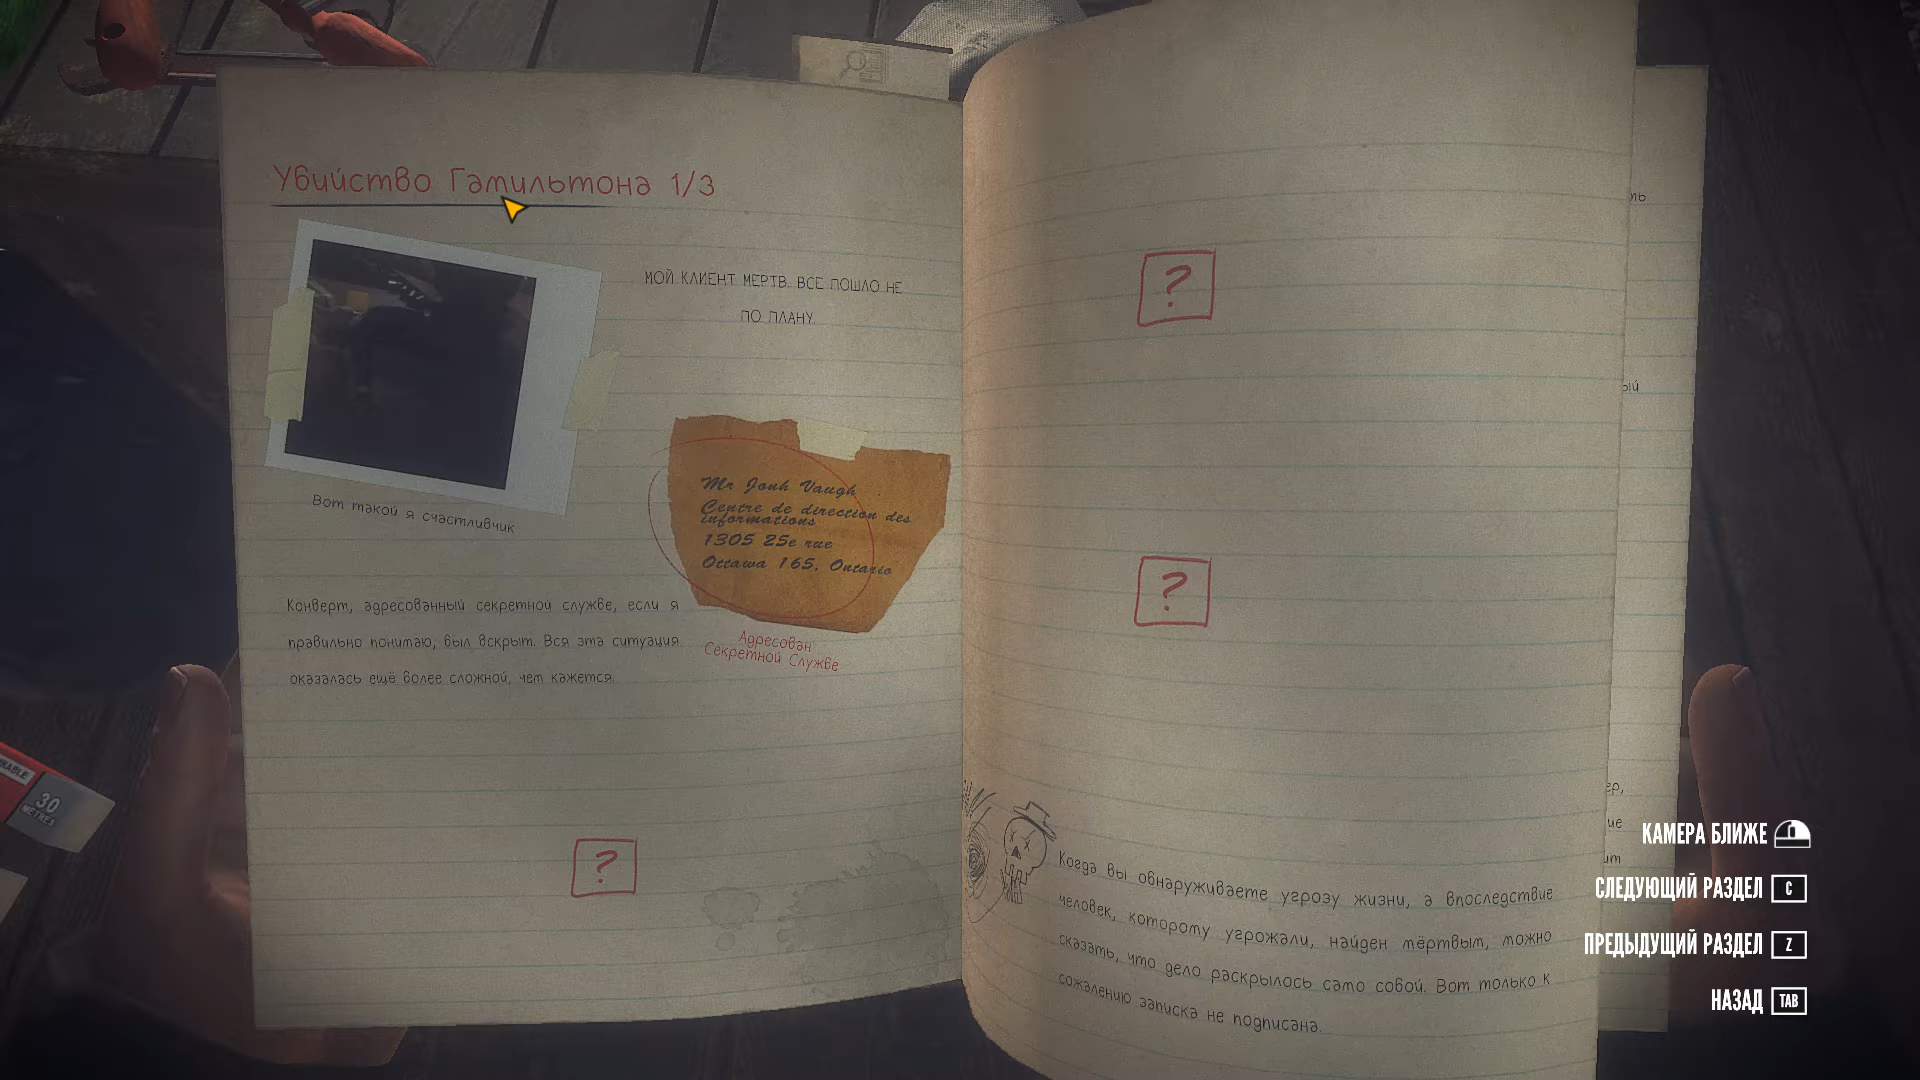 Убийство Гамильтона 1/3
МОЙ КЛИЕНТ МЕРТВ. ВСЕ ПОШЛО НЕ
ПО ПЛАНУ.
Вот такой я счастливчик
Mr Jonh Vaugh
Centre de direction des
informations
1305 25e rue
Ottawa 165, Ontario
Адресован
Секретной Службе
Конверт, адресованный секретной службе, если я
правильно понимаю, был вскрыт. Вся эта ситуация
оказалась ещё более сложной, чем кажется.
?
?
?
Когда вы обнаруживаете угрозу жизни, а впоследствие
человек, которому угрожали, найден мёртвым, можно
сказать, что дело раскрылось само собой. Вот только к
сожалению записка не подписана.
30
METRES
КАМЕРА БЛИЖЕ
СЛЕДУЮЩИЙ РАЗДЕЛ C
ПРЕДЫДУЩИЙ РАЗДЕЛ Z
НАЗАД TAB